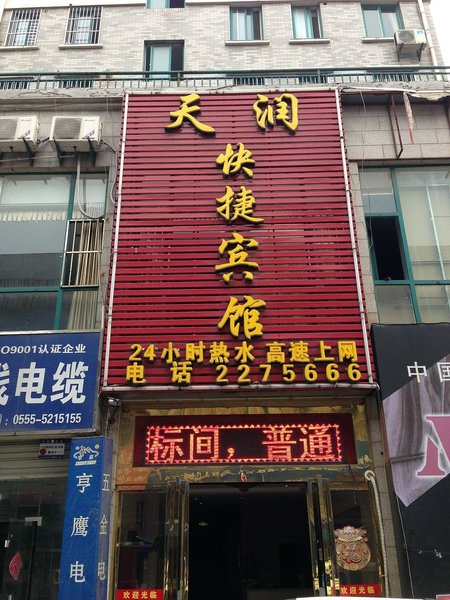 天润
快捷宾馆
24小时热水 高速上网
电话 2275666
标间，普通
欢迎光临
欢迎光临
O9001认证企业
线电缆
0555-5215155
亨鹰电
五金电
中国